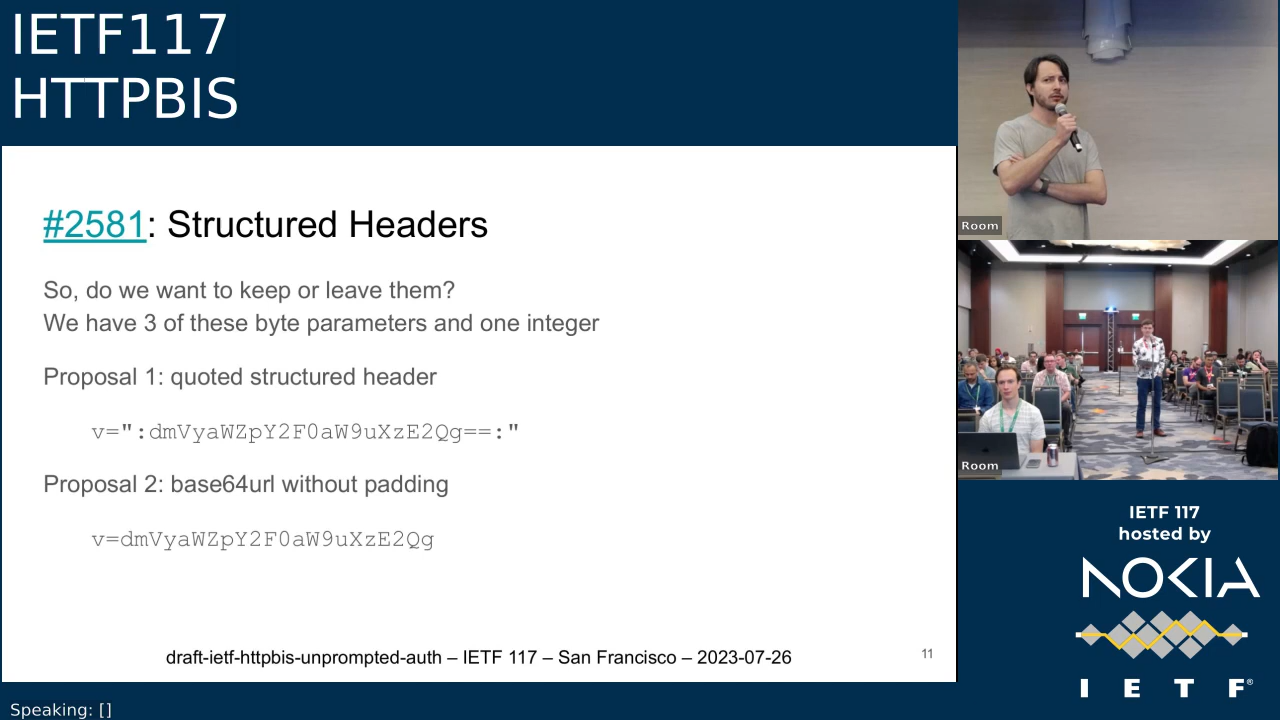 IETF117
HTTPBIS
#2581: Structured Headers
So, do we want to keep or leave them?
We have 3 of these byte parameters and one integer
Proposal 1: quoted structured header
v=":dmVyaWZpY2F0aW9uXzE2Qg==:"
Proposal 2: base64url without padding
v=dmVyaWZpY2F0aW9uXzE2Qg
draft-ietf-httpbis-unprompted-auth – IETF 117 – San Francisco – 2023-07-26
11
Room
Room
IETF 117
hosted by
NOKIA
I E T F®
Speaking: []